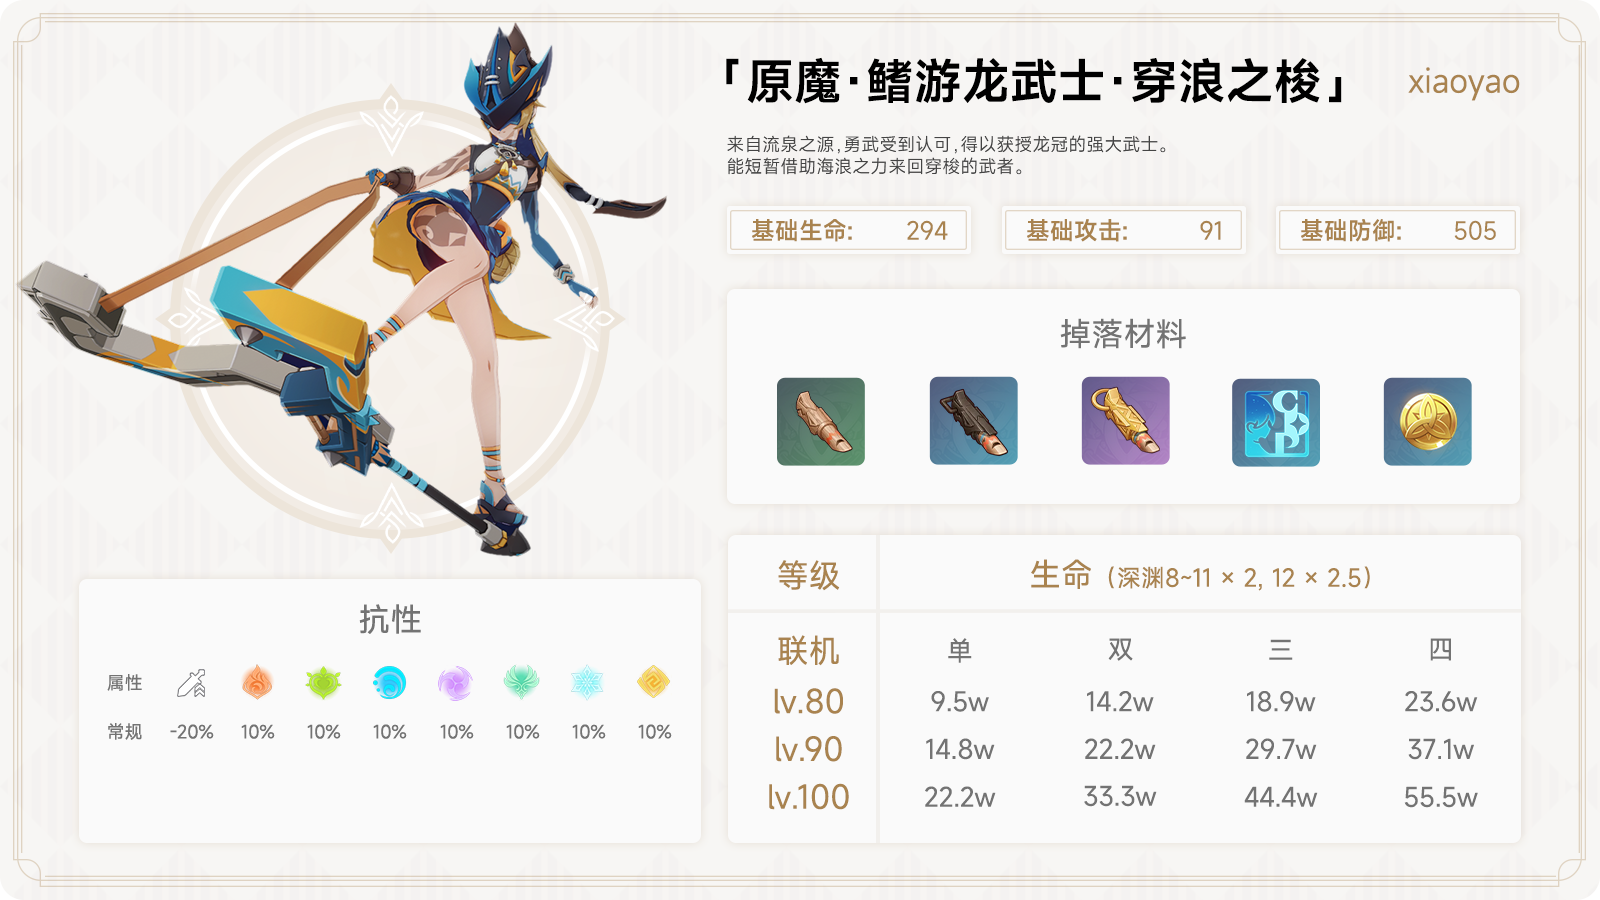 「原魔·鳍游龙武士·穿浪之梭」 xiaoyao
来自流泉之源,勇武受到认可,得以获授龙冠的强大武士。
能短暂借助海浪之力来回穿梭的武者。
基础生命: 294 基础攻击: 91 基础防御: 505
掉落材料
抗性
属性
常规 -20% 10% 10% 10% 10% 10% 10% 10%
等级 生命 (深渊8~11 × 2, 12 × 2.5)
联机 单 双 三 四
lv.80 9.5w 14.2w 18.9w 23.6w
lv.90 14.8w 22.2w 29.7w 37.1w
lv.100 22.2w 33.3w 44.4w 55.5w